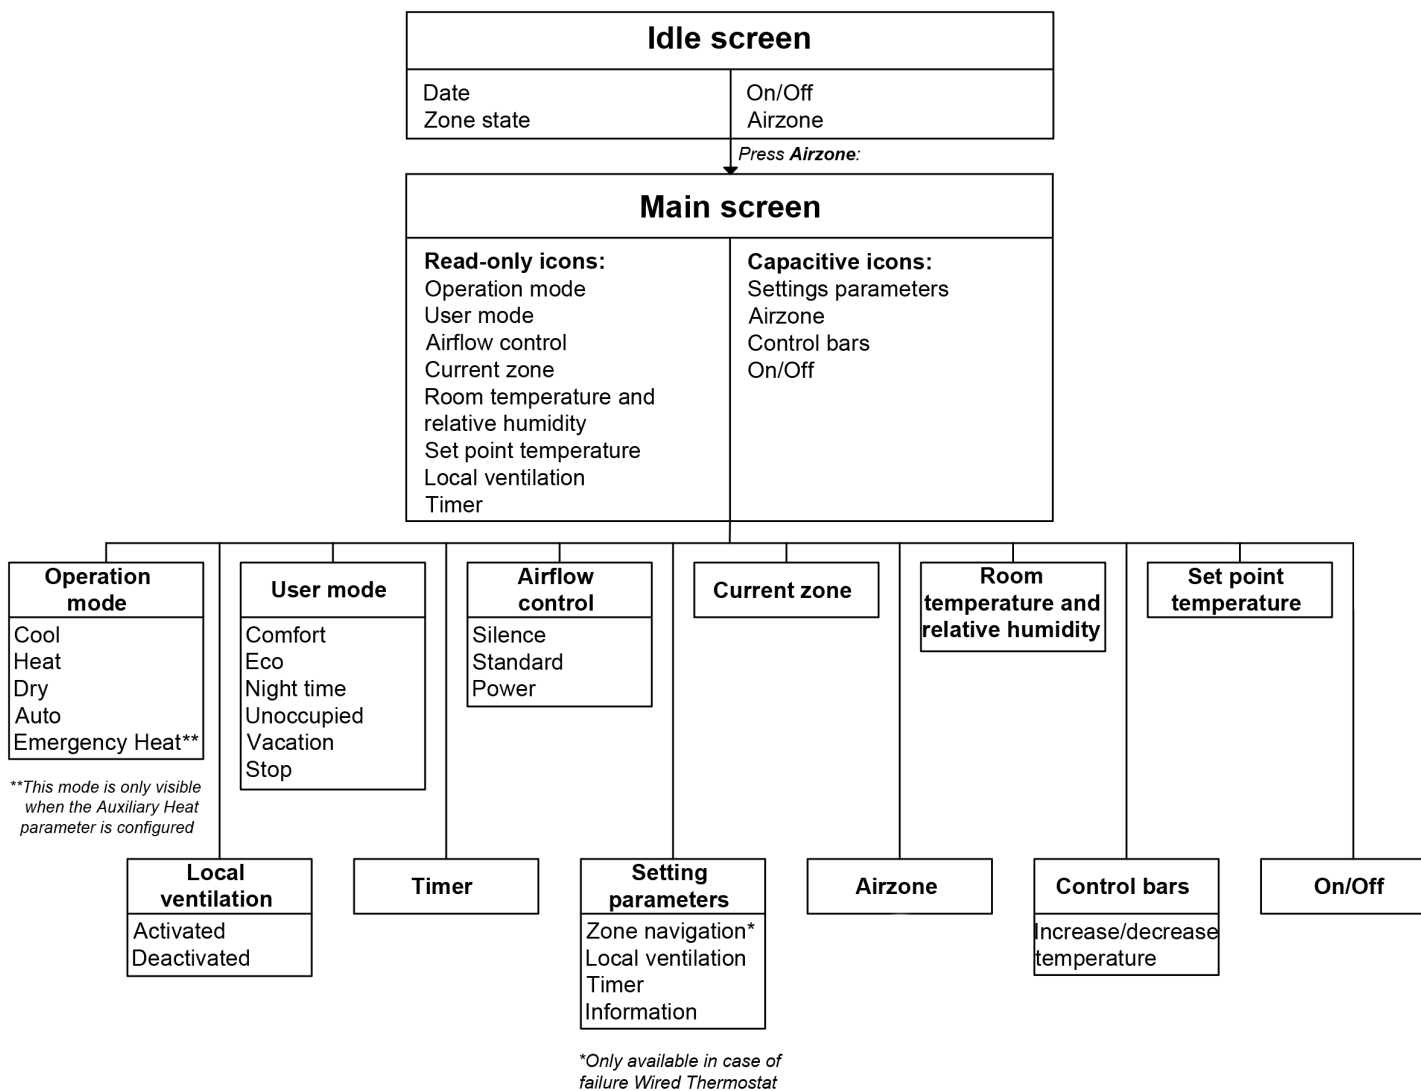 Idle screen
Date
Zone state
On/Off
Airzone
Press Airzone:
Main screen
Read-only icons:
Operation mode
User mode
Airflow control
Current zone
Room temperature and
relative humidity
Set point temperature
Local ventilation
Timer
Capacitive icons:
Settings parameters
Airzone
Control bars
On/Off
Operation
mode
Cool
Heat
Dry
Auto
Emergency Heat**
**This mode is only visible
when the Auxiliary Heat
parameter is configured
User mode
Comfort
Eco
Night time
Unoccupied
Vacation
Stop
Airflow
control
Silence
Standard
Power
Current zone
Room
temperature and
relative humidity
Set point
temperature
Local
ventilation
Activated
Deactivated
Timer
Setting
parameters
Zone navigation*
Local ventilation
Timer
Information
*Only available in case of
failure Wired Thermostat
Airzone
Control bars
Increase/decrease
temperature
On/Off